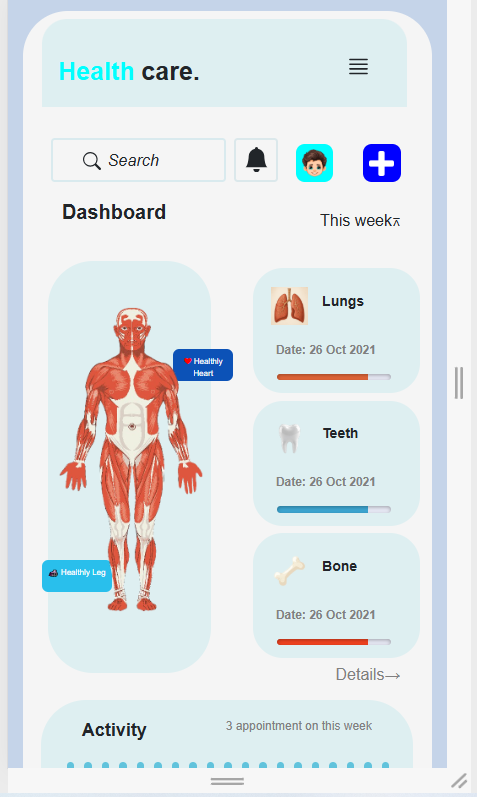 Health care.
Search
Dashboard
This week
Healthly
Heart
Healthly Leg
Lungs
Date: 26 Oct 2021
Teeth
Date: 26 Oct 2021
Bone
Date: 26 Oct 2021
Details→
Activity
3 appointment on this week